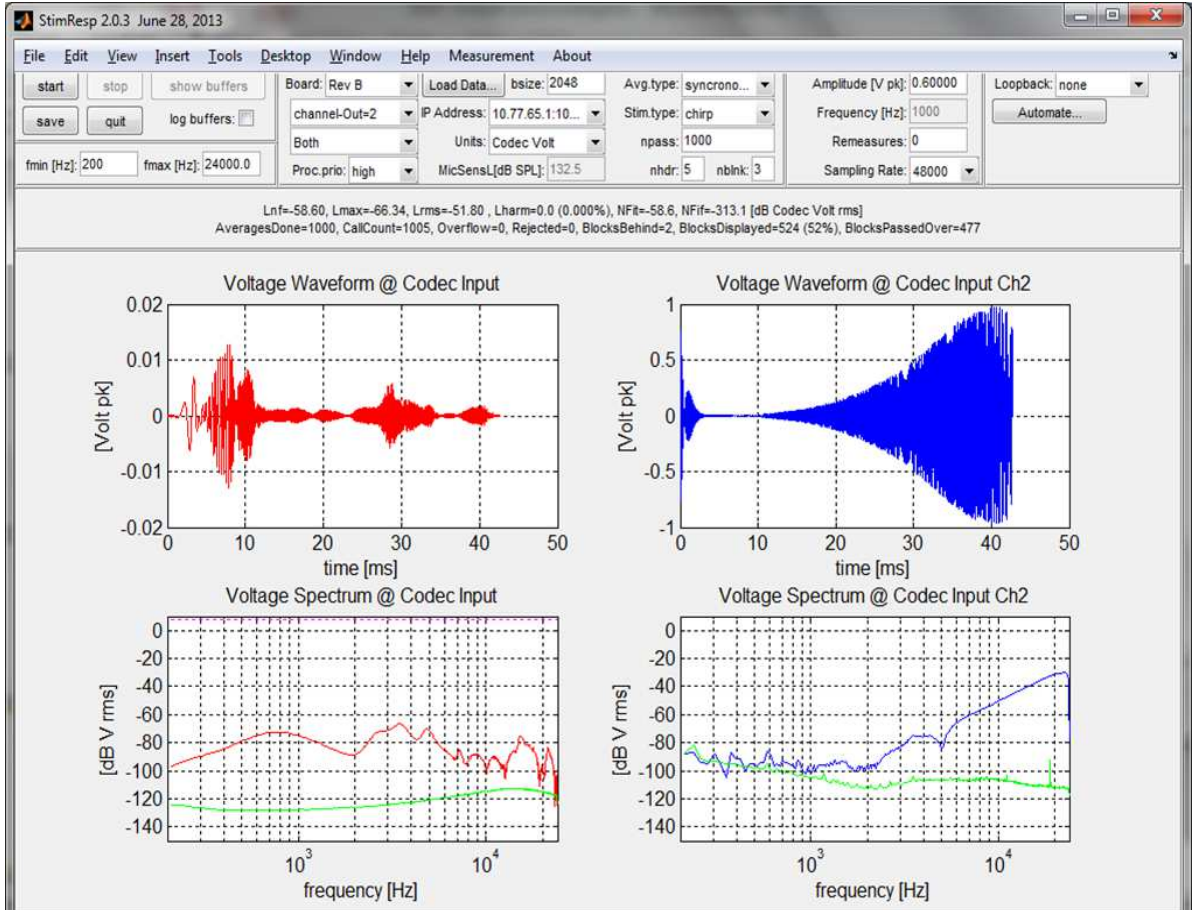 StimResp 2.0.3 June 28, 2013
File Edit View Insert Tools Desktop Window Help Measurement About
start stop show buffers Board: Rev B Load Data... bsize: 2048 Avg.type: syncrono... Amplitude [V pk]: 0.60000 Loopback: none
channel-Out=2 IP Address: 10.77.65.1:10... Stim.type: chirp Frequency [Hz]: 1000 Automate...
save quit log buffers: Both Units: Codec Volt npass: 1000 Remeasures: 0
fmin [Hz]: 200 fmax [Hz]: 24000.0 Proc.prio: high MicSensL[dB SPL]: 132.5 nhdr: 5 nblnk: 3 Sampling Rate: 48000
Lnf=-58.60, Lmax=-66.34, Lrms=-51.80 , Lharm=0.0 (0.000%), NFit=-58.6, NFif=-313.1 [dB Codec Volt rms]
AveragesDone=1000, CallCount=1005, Overflow=0, Rejected=0, BlocksBehind=2, BlocksDisplayed=524 (52%), BlocksPassedOver=477
Voltage Waveform @ Codec Input
0.02
0.01
0
-0.01
-0.02
[Volt pk]
0 10 20 30 40 50
time [ms]
Voltage Waveform @ Codec Input Ch2
1
0.5
0
-0.5
-1
[Volt pk]
0 10 20 30 40 50
time [ms]
Voltage Spectrum @ Codec Input
0
-20
-40
-60
-80
-100
-120
-140
[dB V rms]
10^3 10^4
frequency [Hz]
Voltage Spectrum @ Codec Input Ch2
0
-20
-40
-60
-80
-100
-120
-140
[dB V rms]
10^3 10^4
frequency [Hz]